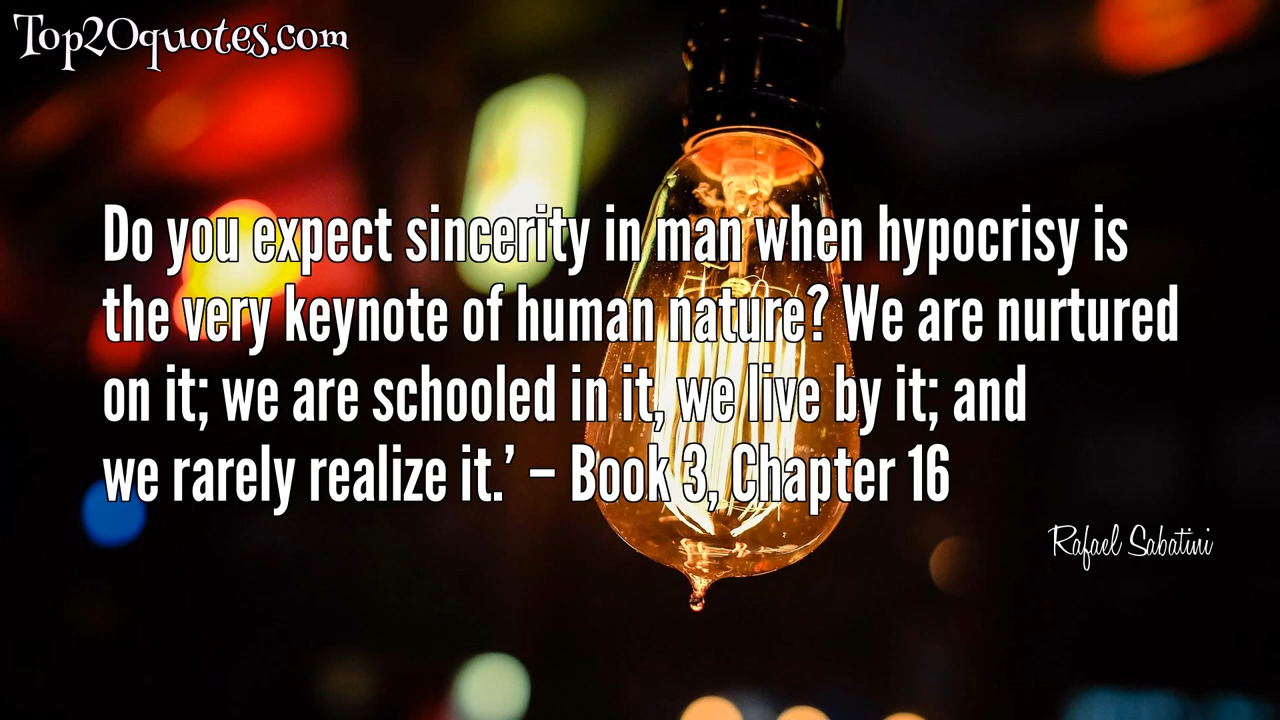 Top20quotes.com
Do you expect sincerity in man when hypocrisy is
the very keynote of human nature? We are nurtured
on it; we are schooled in it, we live by it; and
we rarely realize it.’ – Book 3, Chapter 16
Rafael Sabatini